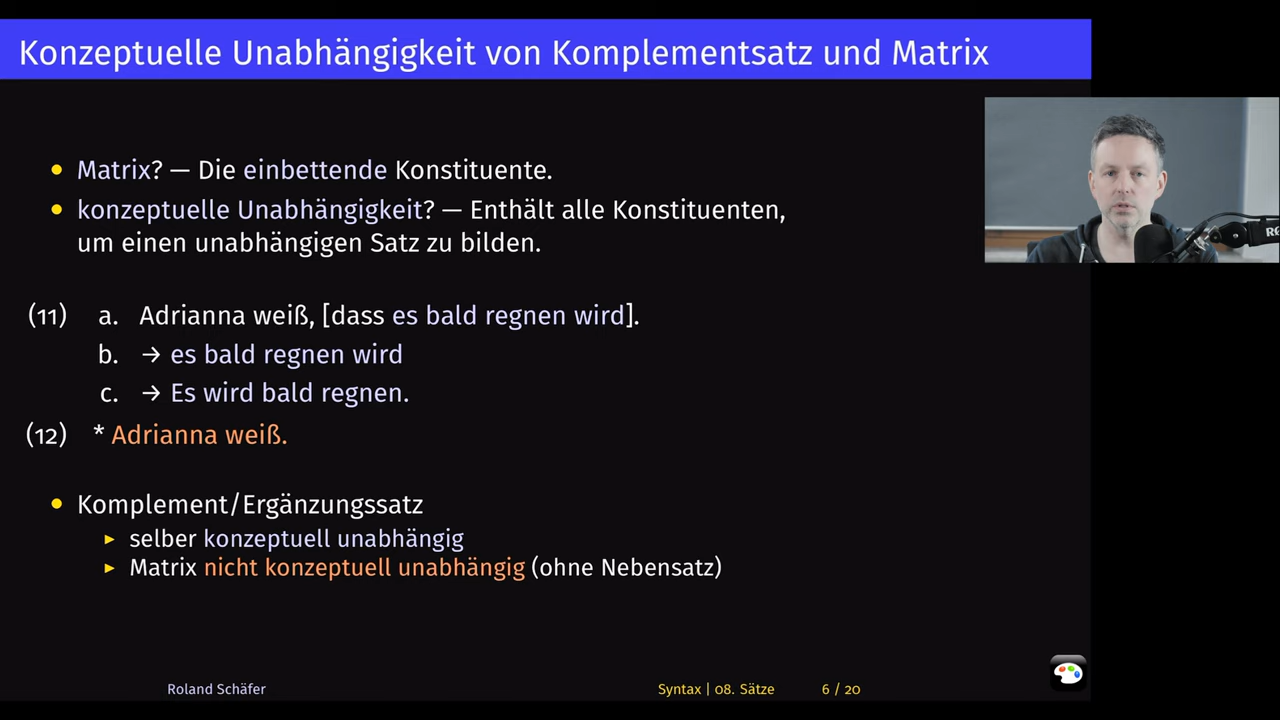 Konzeptuelle Unabhängigkeit von Komplementsatz und Matrix
• Matrix? — Die einbettende Konstituente.
• konzeptuelle Unabhängigkeit? — Enthält alle Konstituenten,
um einen unabhängigen Satz zu bilden.
(11) a. Adrianna weiß, [dass es bald regnen wird].
b. → es bald regnen wird
c. → Es wird bald regnen.
(12) * Adrianna weiß.
• Komplement/Ergänzungssatz
▸ selber konzeptuell unabhängig
▸ Matrix nicht konzeptuell unabhängig (ohne Nebensatz)
Roland Schäfer Syntax | 08. Sätze 6 / 20